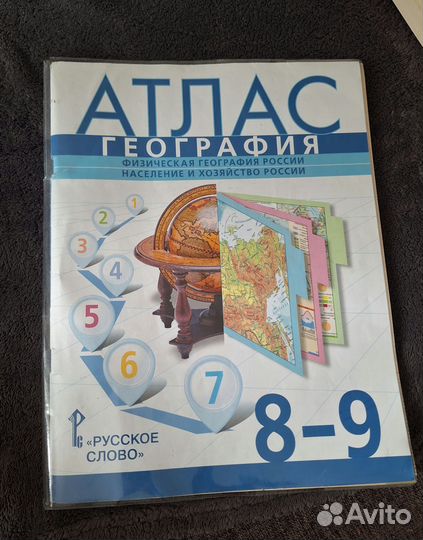 АТЛАС
ГЕОГРАФИЯ
ФИЗИЧЕСКАЯ ГЕОГРАФИЯ РОССИИ
НАСЕЛЕНИЕ И ХОЗЯЙСТВО РОССИИ
1
2
3
4
5
6
7
8–9
РС
«РУССКОЕ
СЛОВО»
Avito